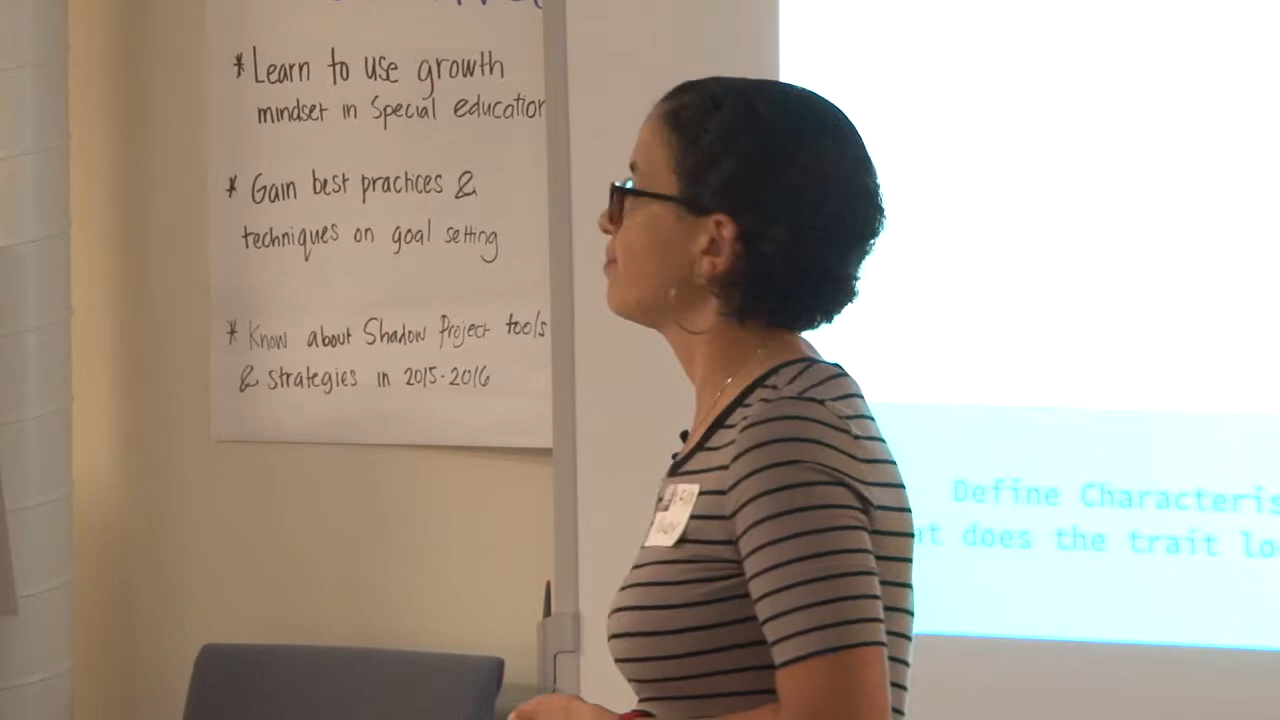 *Learn to use growth
mindset in Special education
* Gain best practices &
techniques on goal setting
* Know about Shadow Project tools
& strategies in 2015-2016
Define Characteris
at does the trait lo